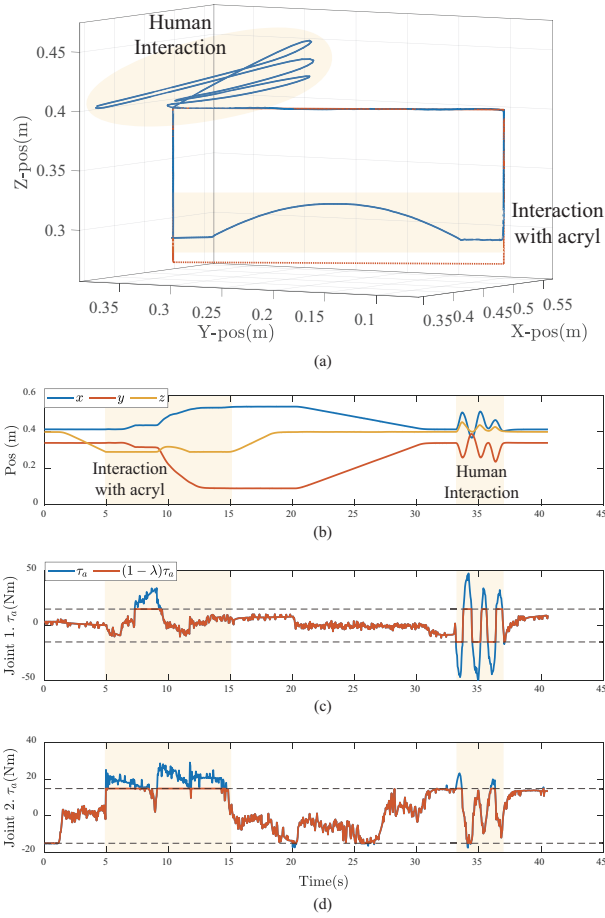 Human
Interaction
0.45
0.4
0.35
0.3
Z-pos(m)
Interaction
with acryl
0.35
0.3
0.25
0.2
0.15
0.1
Y-pos(m)
0.35
0.4
0.45
0.5
0.55
X-pos(m)
(a)
x y z
0.6
0.4
0.2
0
Pos (m)
Interaction
with acryl
Human
Interaction
0 5 10 15 20 25 30 35 40 45
(b)
τa (1 − λ)τa
50
0
-50
Joint 1. τa(Nm)
0 5 10 15 20 25 30 35 40 45
(c)
40
20
0
-20
Joint 2. τa(Nm)
0 5 10 15 20 25 30 35 40 45
Time(s)
(d)